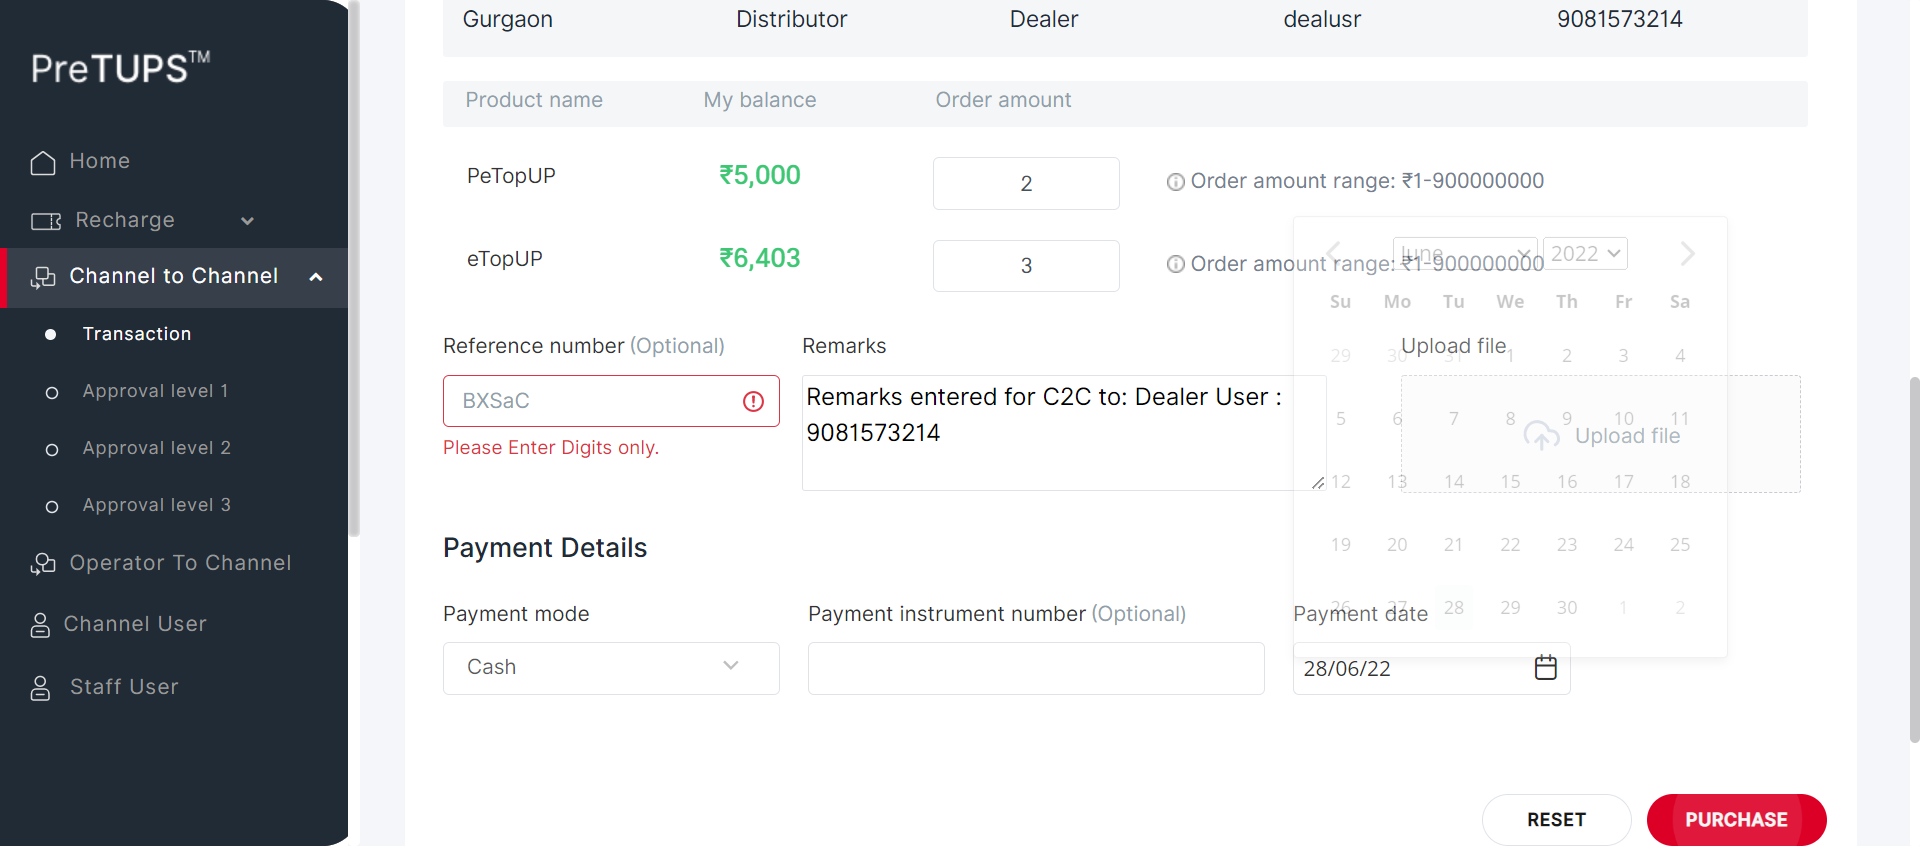 PreTUPS™
Home
Recharge
Channel to Channel
Transaction
Approval level 1
Approval level 2
Approval level 3
Operator To Channel
Channel User
Staff User
Gurgaon Distributor Dealer dealusr 9081573214
Product name My balance Order amount
PeTopUP ₹5,000 2 Order amount range: ₹1-900000000
eTopUP ₹6,403 3 Order amount range: ₹1-900000000
June 2022
Su Mo Tu We Th Fr Sa
29 30 31 1 2 3 4
5 6 7 8 9 10 11
12 13 14 15 16 17 18
19 20 21 22 23 24 25
26 27 28 29 30 1 2
Reference number (Optional) Remarks Upload file
BXSaC
Please Enter Digits only.
Remarks entered for C2C to: Dealer User :
9081573214
Upload file
Payment Details
Payment mode Payment instrument number (Optional) Payment date
Cash 28/06/22
RESET PURCHASE